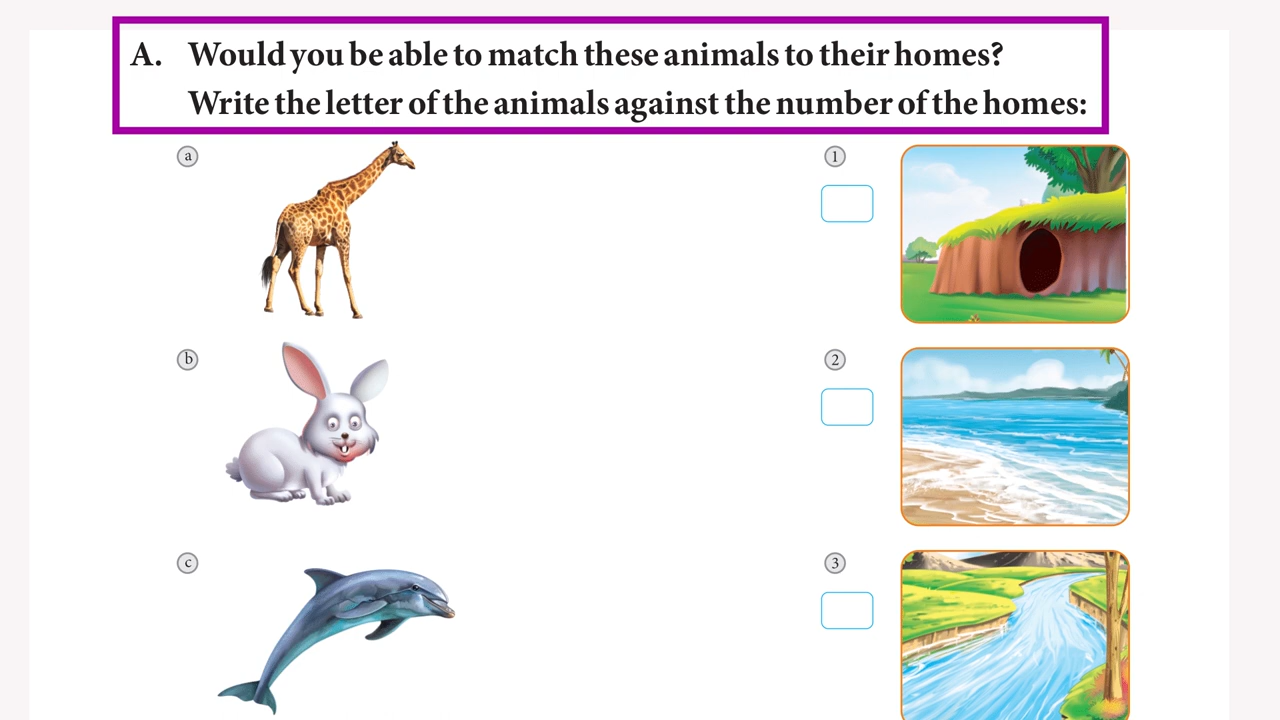 A. Would you be able to match these animals to their homes?
Write the letter of the animals against the number of the homes:
a
1
b
2
c
3